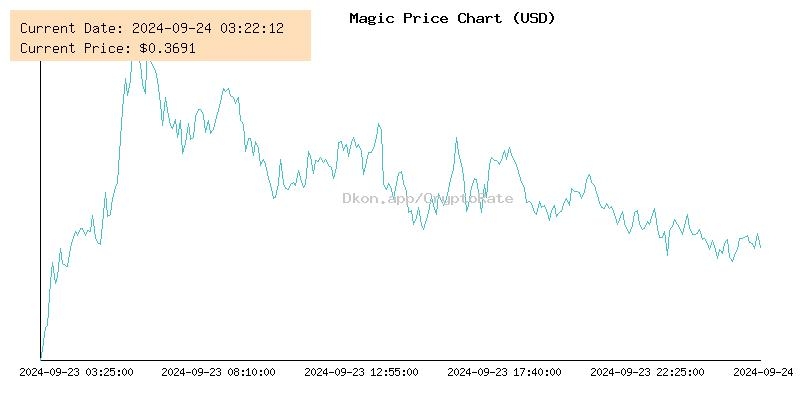 Magic Price Chart (USD)
Current Date: 2024-09-24 03:22:12
Current Price: $0.3691
Dkon.app/CryptoRate
2024-09-23 03:25:00
2024-09-23 08:10:00
2024-09-23 12:55:00
2024-09-23 17:40:00
2024-09-23 22:25:00
2024-09-24